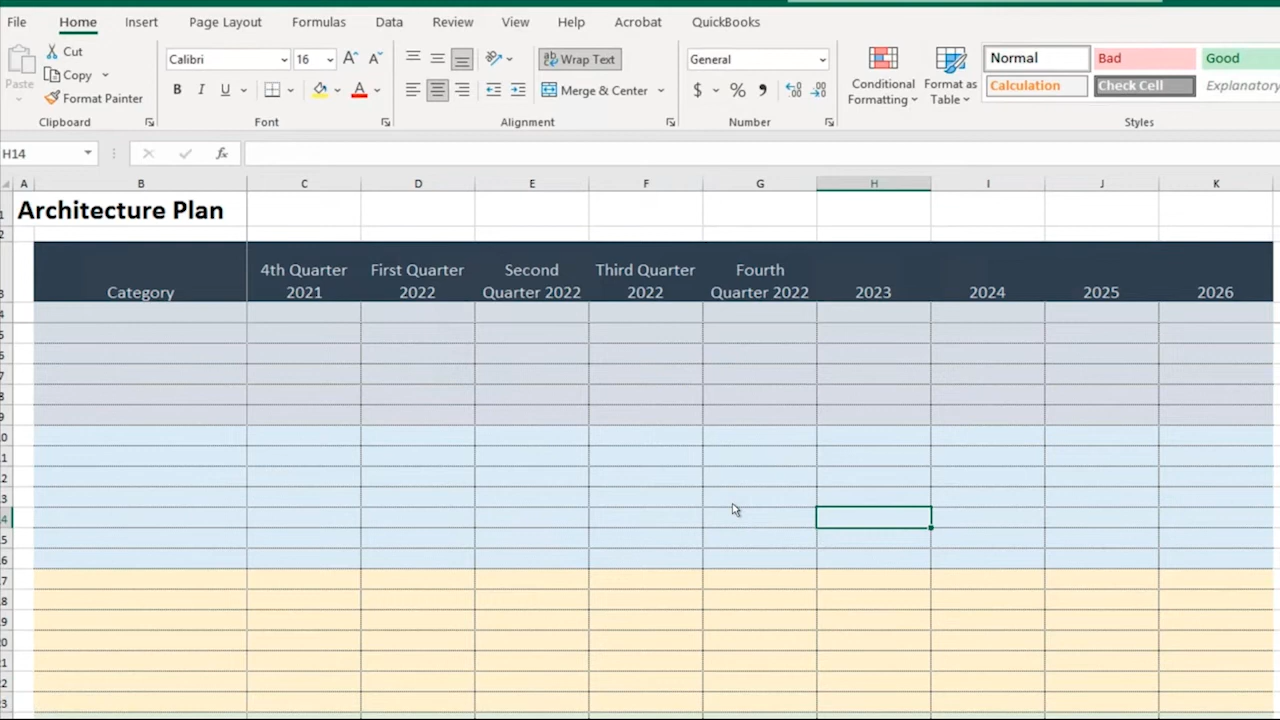 File Home Insert Page Layout Formulas Data Review View Help Acrobat QuickBooks
Paste
Cut
Copy
Format Painter
Clipboard
Calibri 16
B I U
Font
Wrap Text
Merge & Center
Alignment
General
$ % ,
Number
Conditional
Formatting
Format as
Table
Normal Bad Good
Calculation Check Cell Explanatory
Styles
H14 fx
A B C D E F G H I J K
Architecture Plan
Category
4th Quarter
2021
First Quarter
2022
Second
Quarter 2022
Third Quarter
2022
Fourth
Quarter 2022
2023
2024
2025
2026